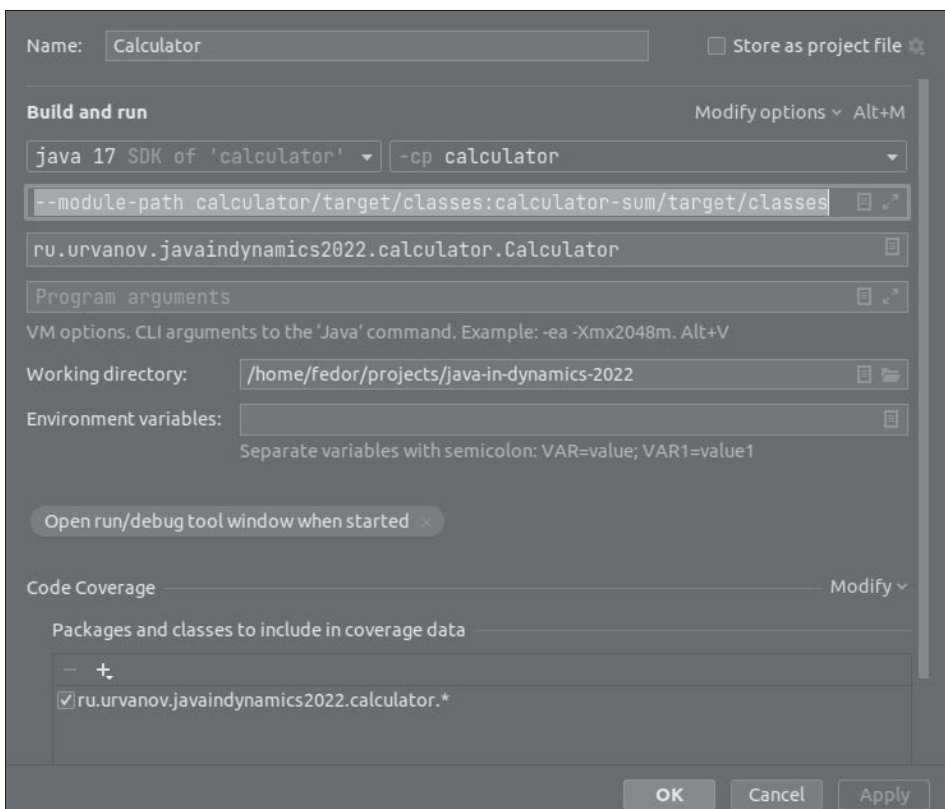 Name: Calculator Store as project file
Build and run Modify options Alt+M
java 17 SDK of 'calculator' -cp calculator
--module-path calculator/target/classes:calculator-sum/target/classes
ru.urvanov.javaindynamics2022.calculator.Calculator
Program arguments
VM options. CLI arguments to the ‘Java’ command. Example: -ea -Xmx2048m. Alt+V
Working directory: /home/fedor/projects/java-in-dynamics-2022
Environment variables:
Separate variables with semicolon: VAR=value; VAR1=value1
Open run/debug tool window when started ×
Code Coverage Modify
Packages and classes to include in coverage data
ru.urvanov.javaindynamics2022.calculator.*
OK Cancel Apply